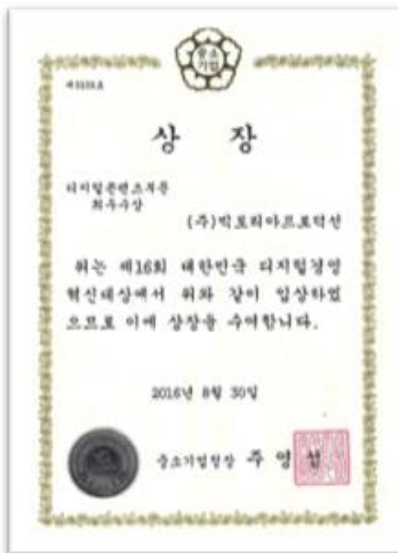 중소
기업
상 장
디지털콘텐츠부문
최우수상
(주)빅토리아프로덕션
위는 제16회 대한민국 디지털경영
혁신대상에서 위와 같이 입상하였
으므로 이에 상장을 수여합니다.
2016년 8월 30일
중소기업청장 주 영 섭